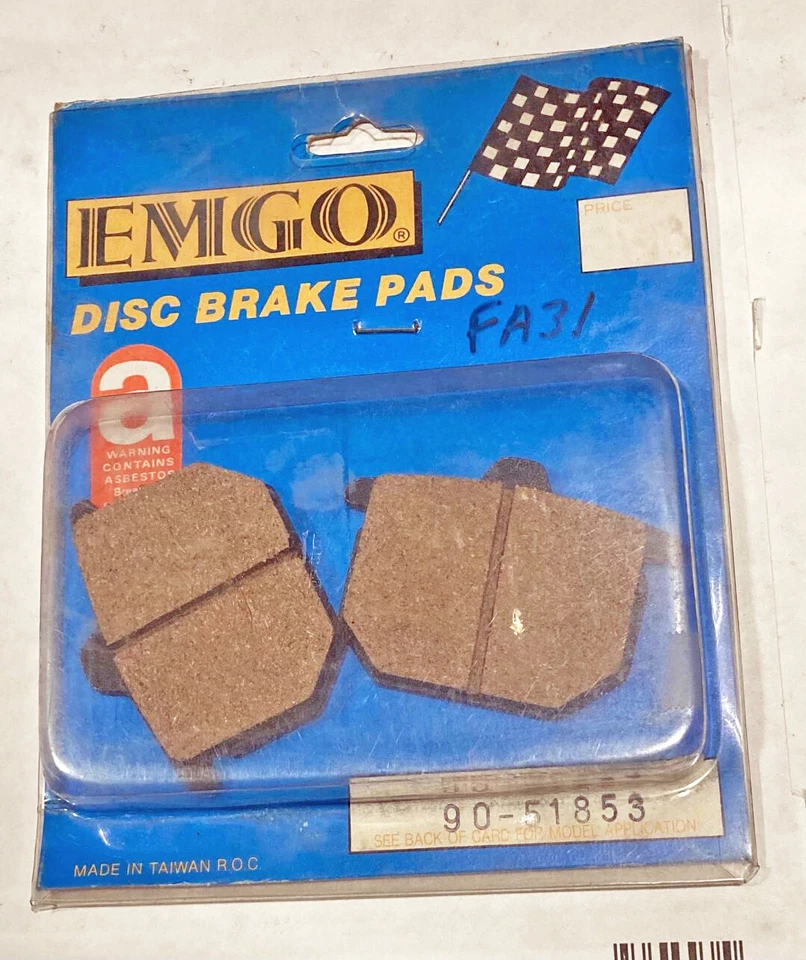 PRICE
EMGO®
DISC BRAKE PADS
FA31
a
WARNING
CONTAINS
ASBESTOS
90-51853
SEE BACK OF CARD FOR MODEL APPLICATION
MADE IN TAIWAN R.O.C.